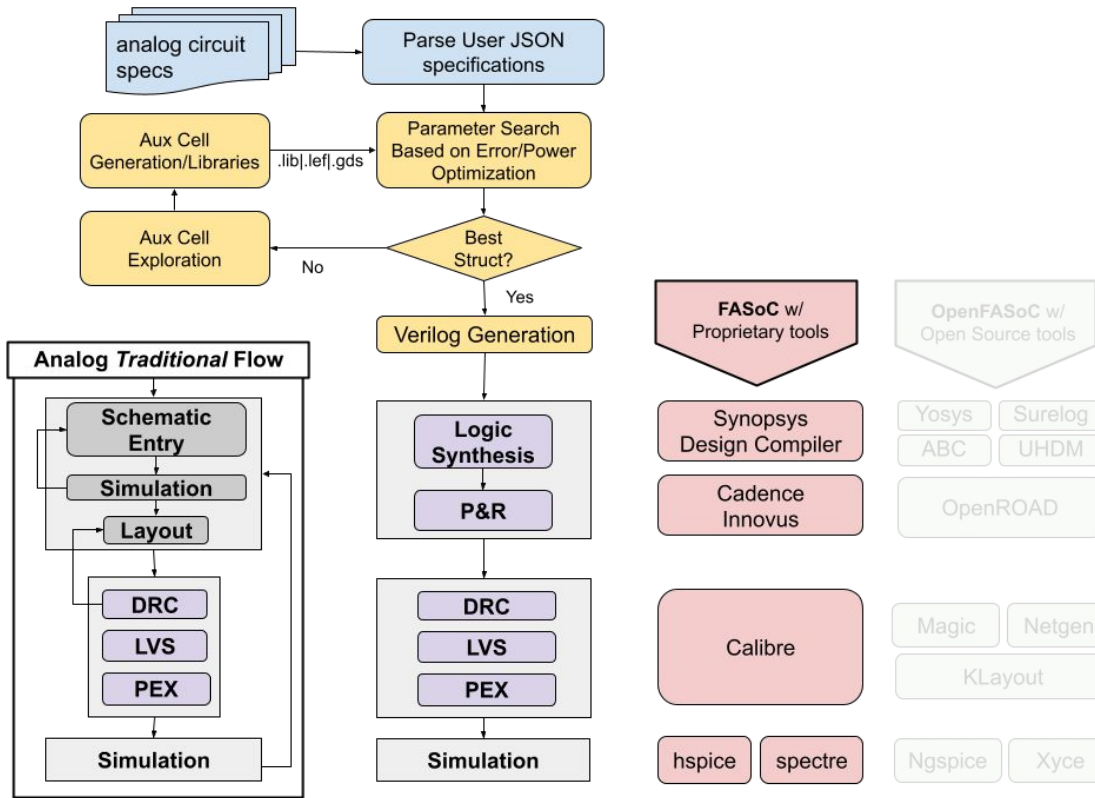 analog circuit
specs
Parse User JSON
specifications
Aux Cell
Generation/Libraries
.lib|.lef|.gds
Parameter Search
Based on Error/Power
Optimization
Aux Cell
Exploration
No
Best
Struct?
Yes
Verilog Generation
FASoC w/
Proprietary tools
OpenFASoC w/
Open Source tools
Analog Traditional Flow
Schematic
Entry
Simulation
Layout
DRC
LVS
PEX
Simulation
Logic
Synthesis
P&R
DRC
LVS
PEX
Simulation
Synopsys
Design Compiler
Cadence
Innovus
Calibre
hspice
spectre
Yosys
Surelog
ABC
UHDM
OpenROAD
Magic
Netgen
KLayout
Ngspice
Xyce